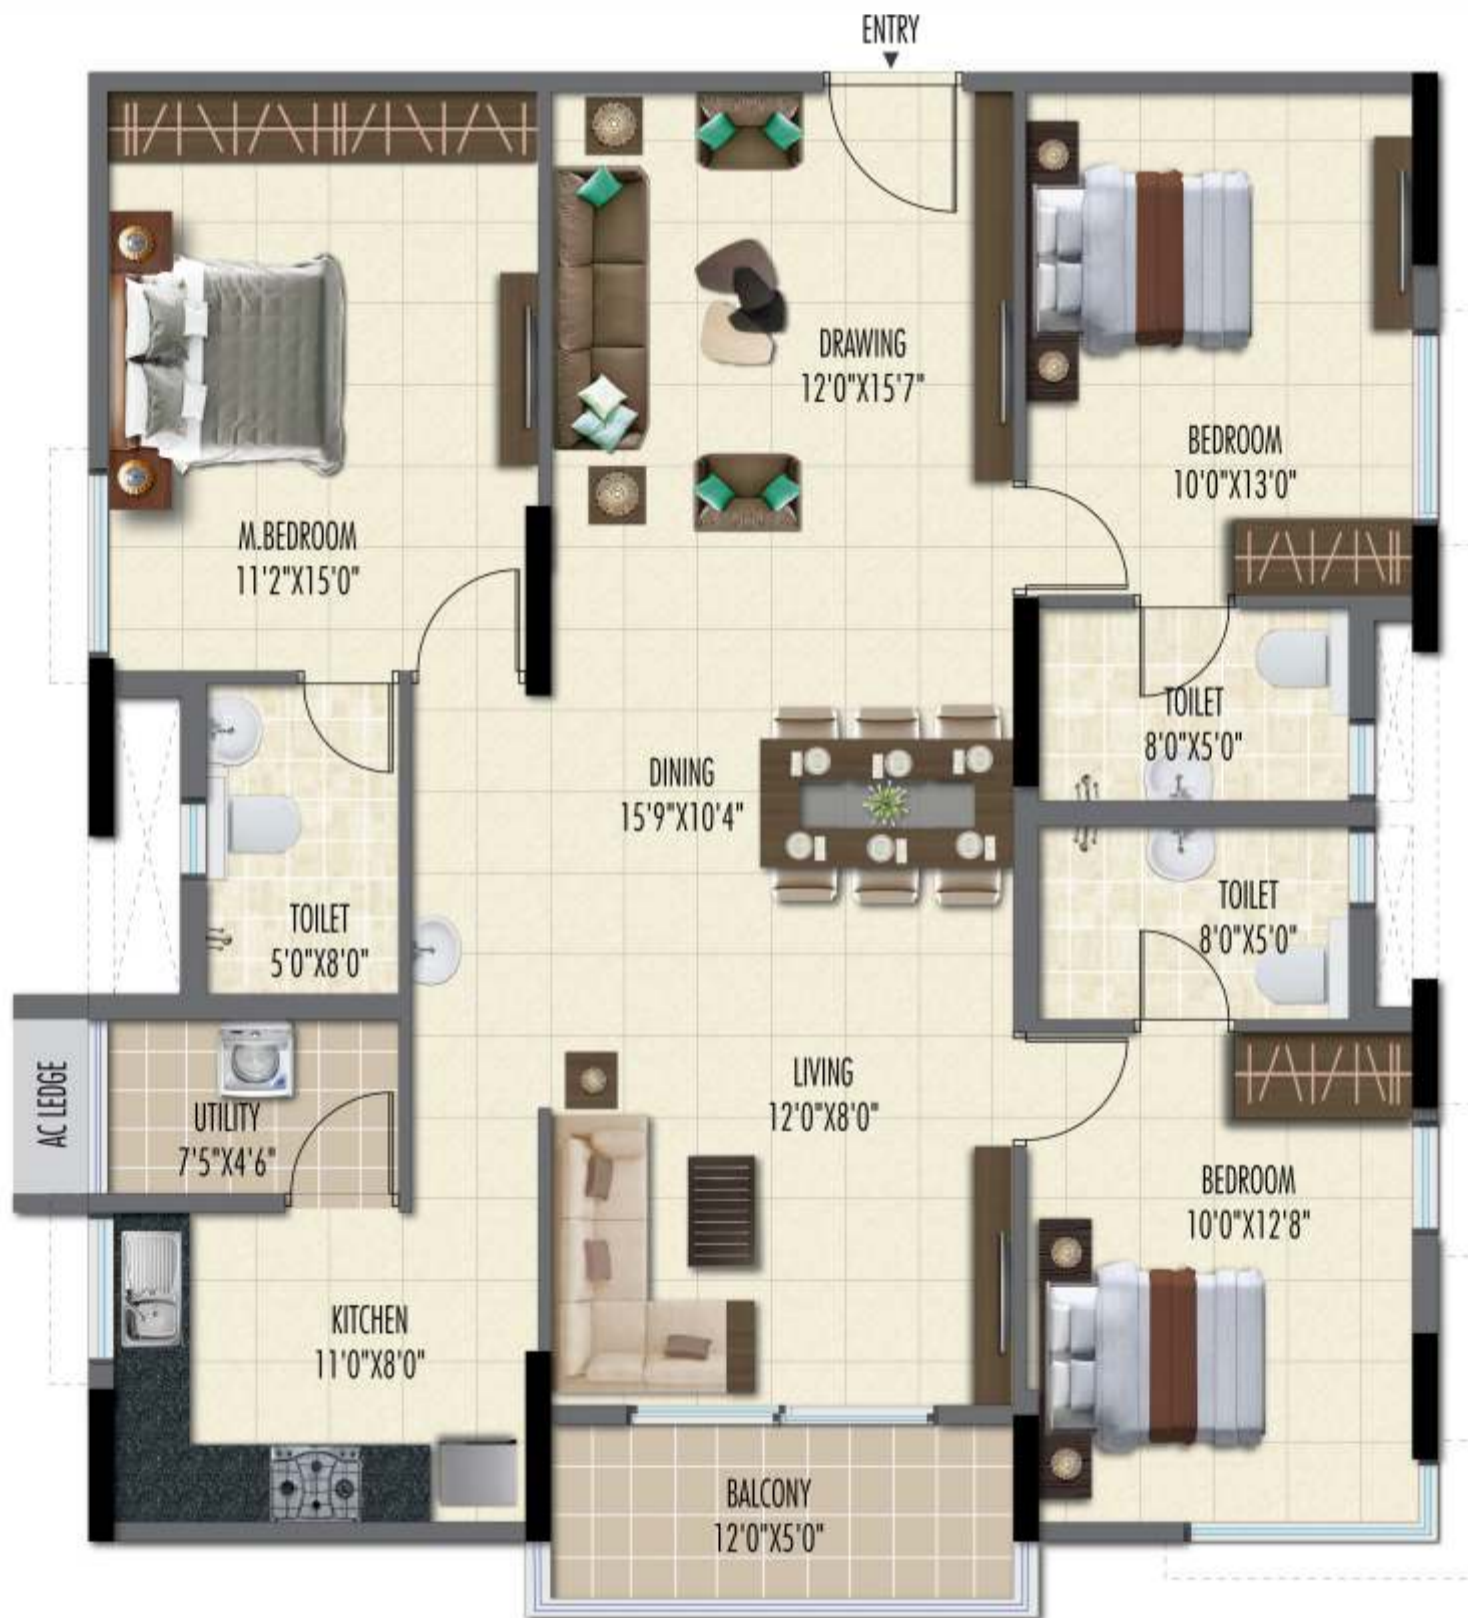 ENTRY
DRAWING
12'0"X15'7"
BEDROOM
10'0"X13'0"
M.BEDROOM
11'2"X15'0"
TOILET
8'0"X5'0"
DINING
15'9"X10'4"
TOILET
8'0"X5'0"
TOILET
5'0"X8'0"
LIVING
12'0"X8'0"
AC LEDGE
UTILITY
7'5"X4'6"
BEDROOM
10'0"X12'8"
KITCHEN
11'0"X8'0"
BALCONY
12'0"X5'0"